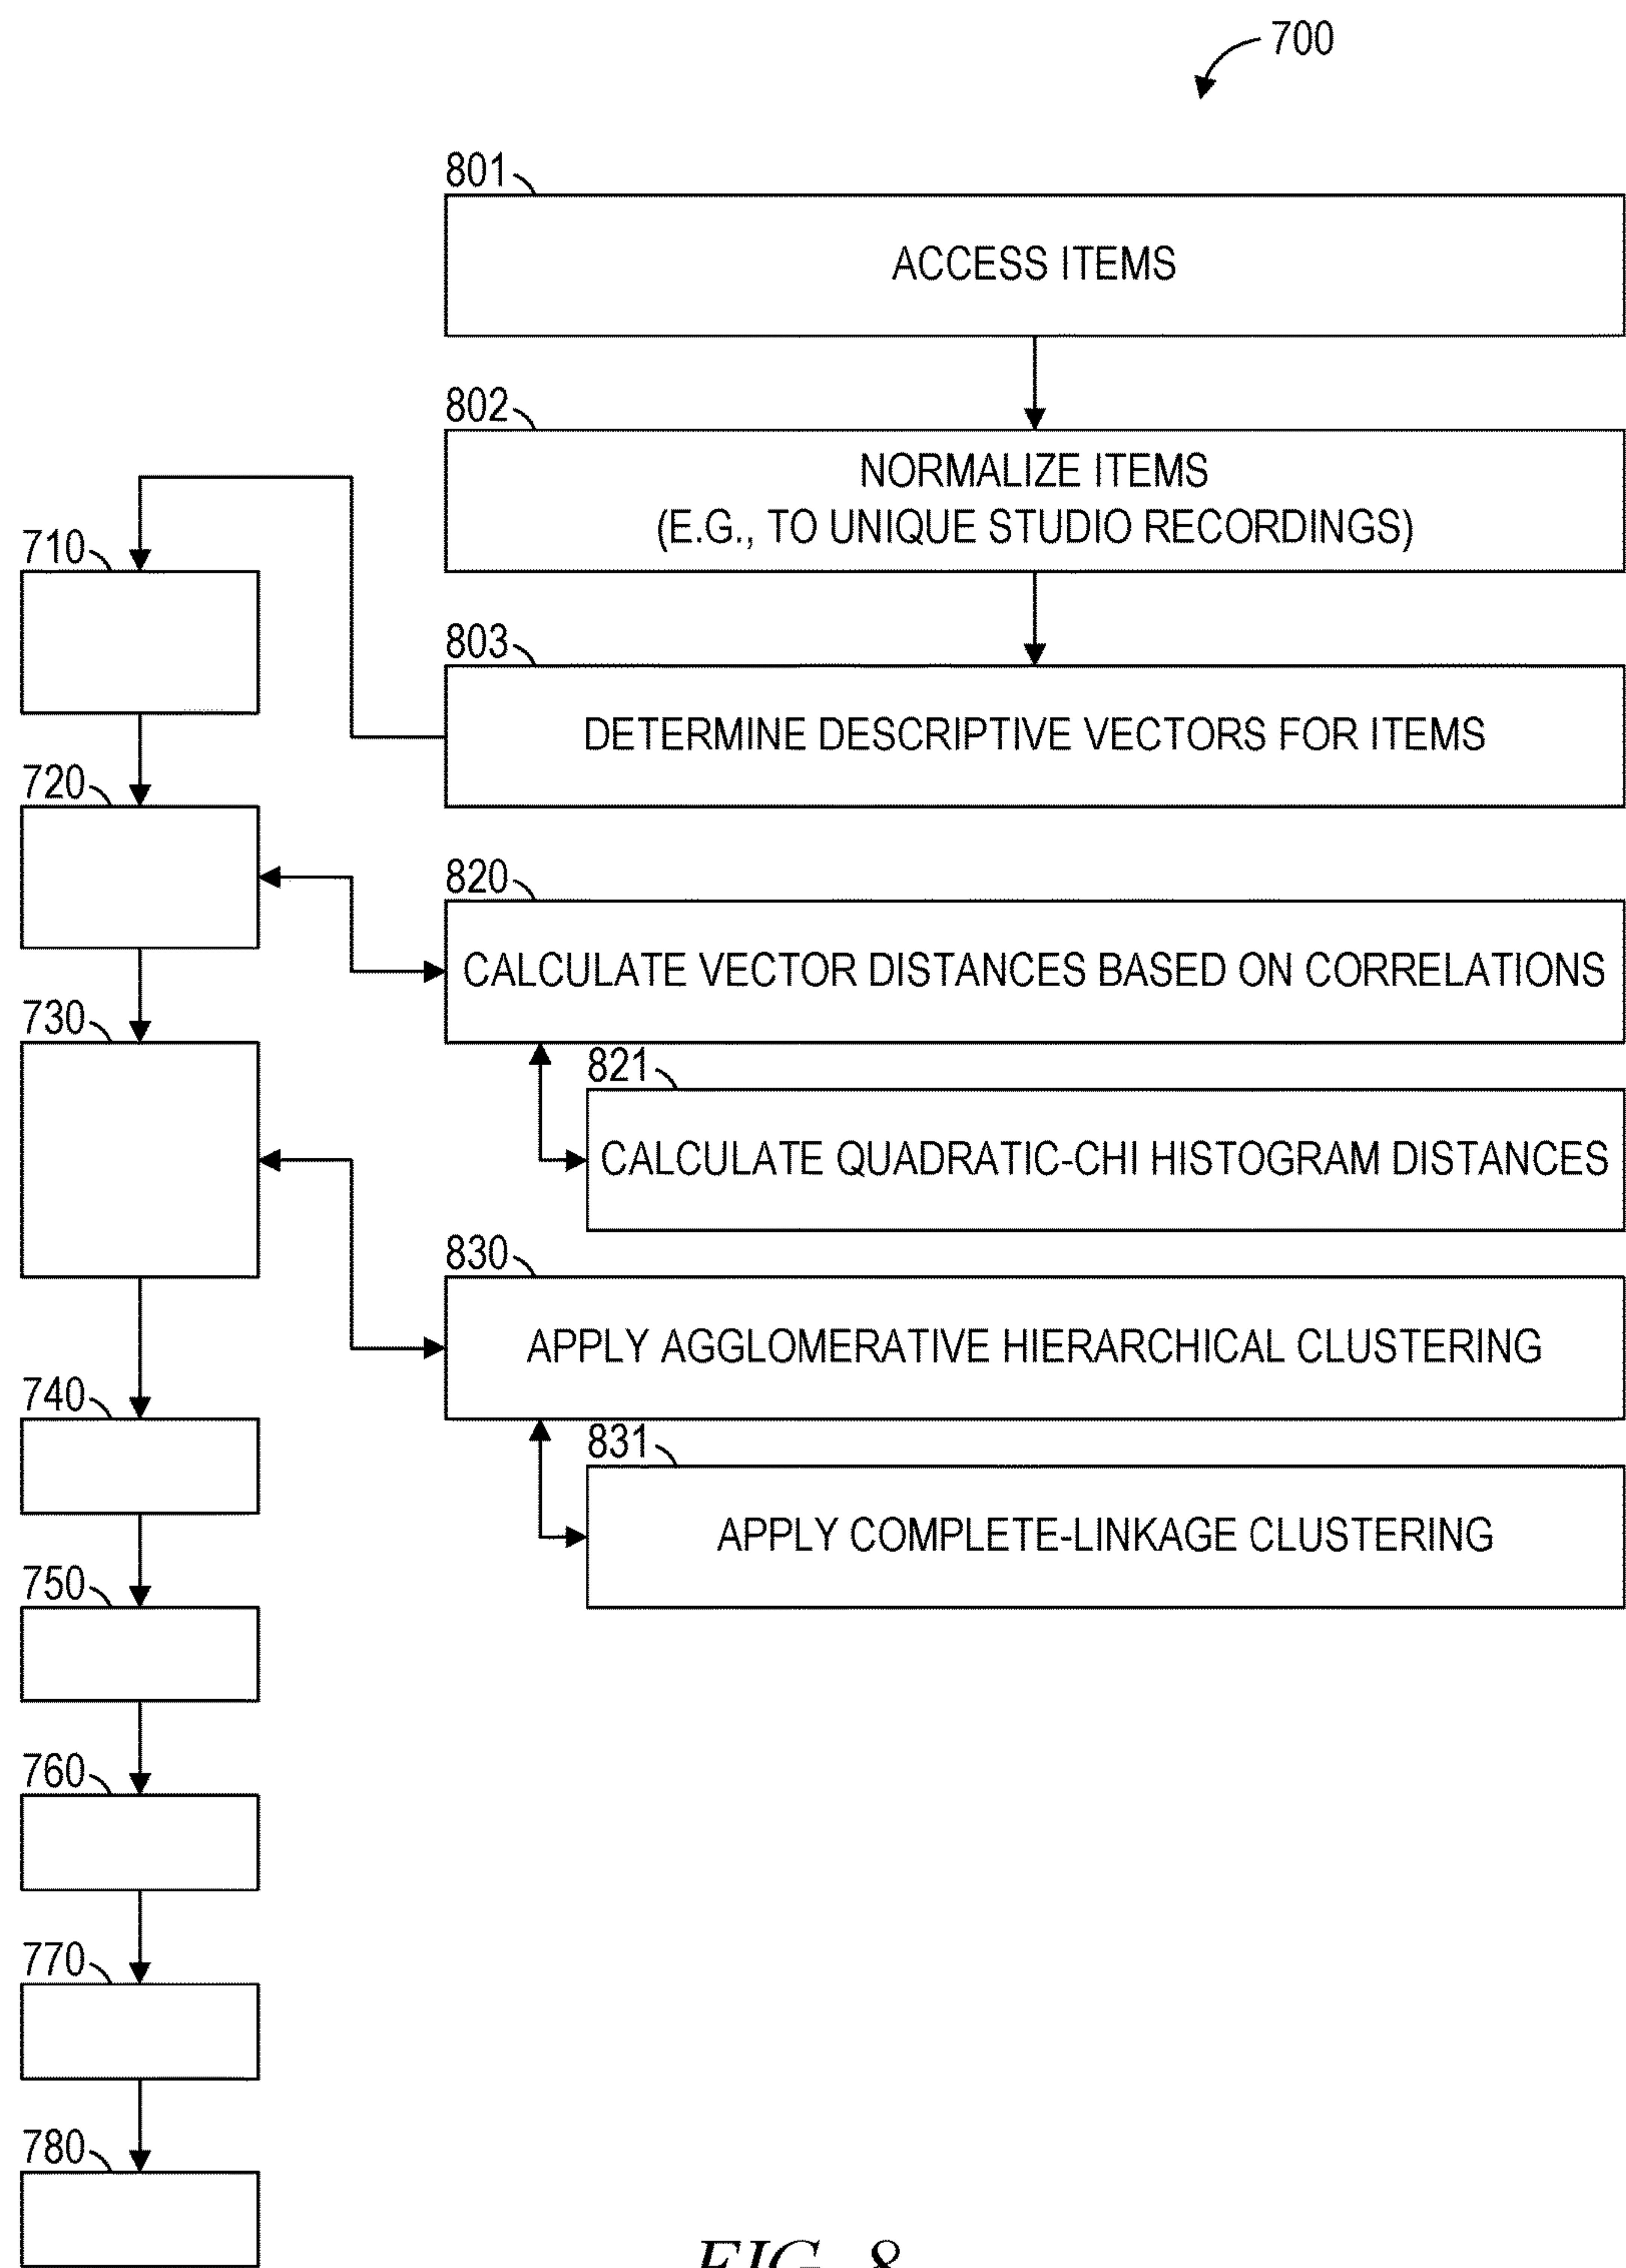 700
801
ACCESS ITEMS
802
NORMALIZE ITEMS
(E.G., TO UNIQUE STUDIO RECORDINGS)
710
803
DETERMINE DESCRIPTIVE VECTORS FOR ITEMS
720
820
CALCULATE VECTOR DISTANCES BASED ON CORRELATIONS
730
821
CALCULATE QUADRATIC-CHI HISTOGRAM DISTANCES
830
APPLY AGGLOMERATIVE HIERARCHICAL CLUSTERING
740
831
APPLY COMPLETE-LINKAGE CLUSTERING
750
760
770
780
FIG. 8